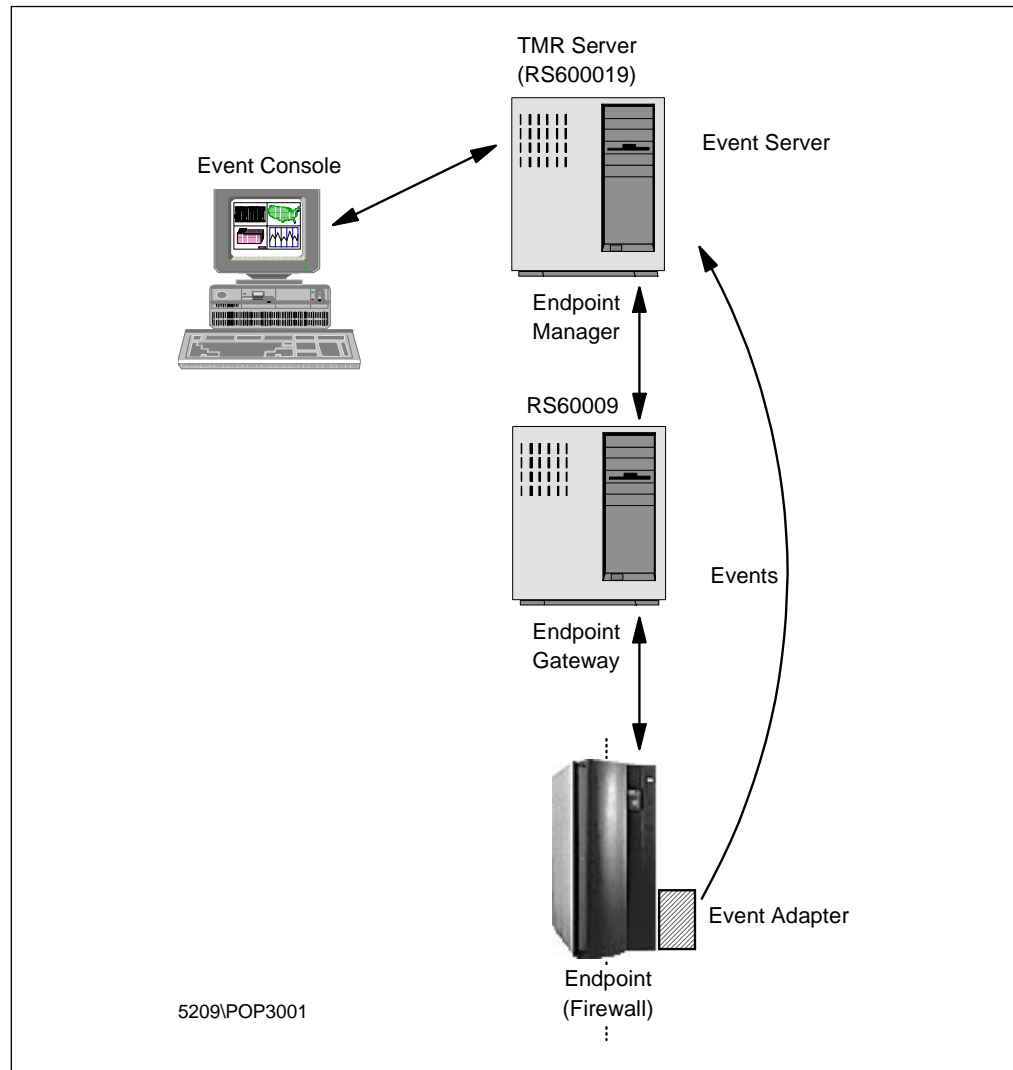 TMR Server
(RS600019)
Event Server
Event Console
Endpoint
Manager
RS60009
Events
Endpoint
Gateway
Event Adapter
Endpoint
(Firewall)
5209\POP3001